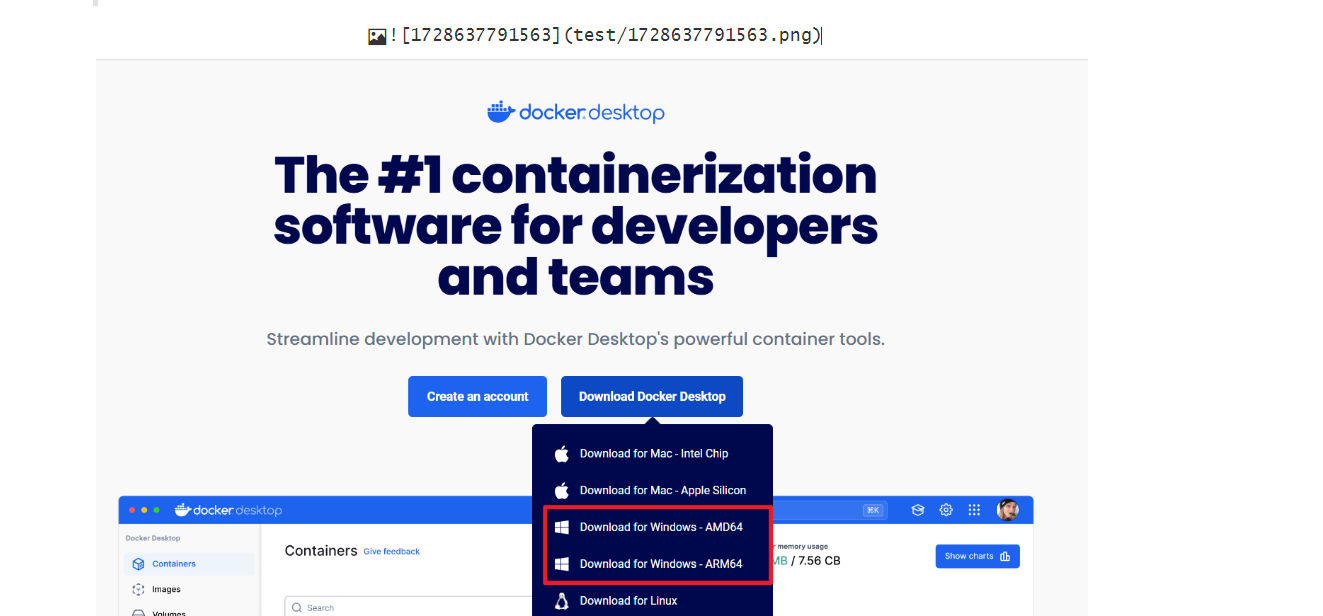 ![1728637791563](test/1728637791563.png)
docker desktop
The #1 containerization
software for developers
and teams
Streamline development with Docker Desktop's powerful container tools.
Create an account
Download Docker Desktop
Download for Mac - Intel Chip
Download for Mac - Apple Silicon
Download for Windows - AMD64
Download for Windows - ARM64
Download for Linux
docker desktop
⌘K
Docker Desktop
Containers
Images
Volumes
Containers Give feedback
Search
memory usage
MB / 7.56 CB
Show charts